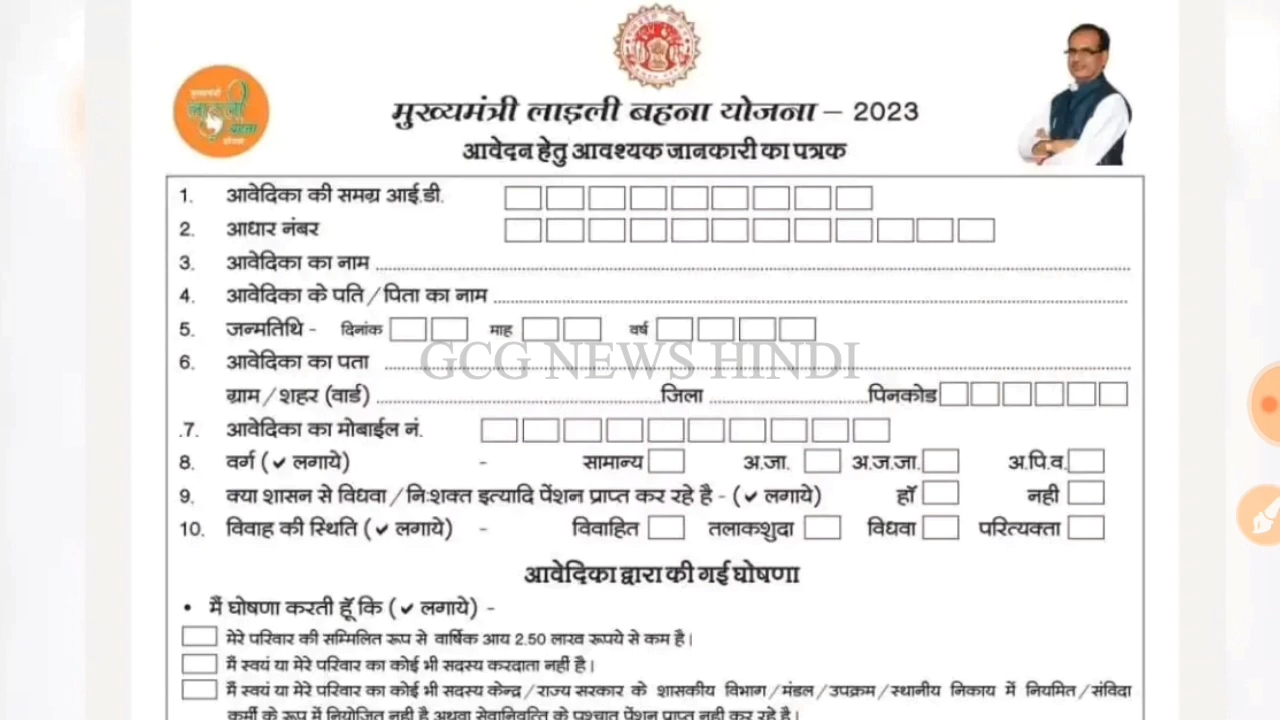 मुख्यमंत्री
लाड़ली
बहना
योजना
मुख्यमंत्री लाड़ली बहना योजना – 2023
आवेदन हेतु आवश्यक जानकारी का पत्रक
1. आवेदिका की समग्र आई.डी.
2. आधार नंबर
3. आवेदिका का नाम
4. आवेदिका के पति / पिता का नाम
5. जन्मतिथि - दिनांक माह वर्ष
GCG NEWS HINDI
6. आवेदिका का पता
ग्राम / शहर (वार्ड) जिला पिनकोड
.7. आवेदिका का मोबाईल नं.
8. वर्ग (✔ लगाये) - सामान्य अ.जा. अ.ज.जा. अ.पि.व.
9. क्या शासन से विधवा / निःशक्त इत्यादि पेंशन प्राप्त कर रहे है - (✔ लगाये) हॉ नही
10. विवाह की स्थिति (✔ लगाये) - विवाहित तलाकशुदा विधवा परित्यक्ता
आवेदिका द्वारा की गई घोषणा
• मैं घोषणा करती हूँ कि (✔ लगाये) -
मेरे परिवार की सम्मिलित रूप से वार्षिक आय 2.50 लाख रूपये से कम है।
मैं स्वयं या मेरे परिवार का कोई भी सदस्य करदाता नहीं है।
मैं स्वयं या मेरे परिवार का कोई भी सदस्य केन्द्र / राज्य सरकार के शासकीय विभाग / मंडल / उपक्रम / स्थानीय निकाय में नियमित / संविदा
कर्मी के रूप में नियोजित नही है अथवा सेवानिवृत्ति के पश्चात पेंशन प्राप्त नही कर रहे है।